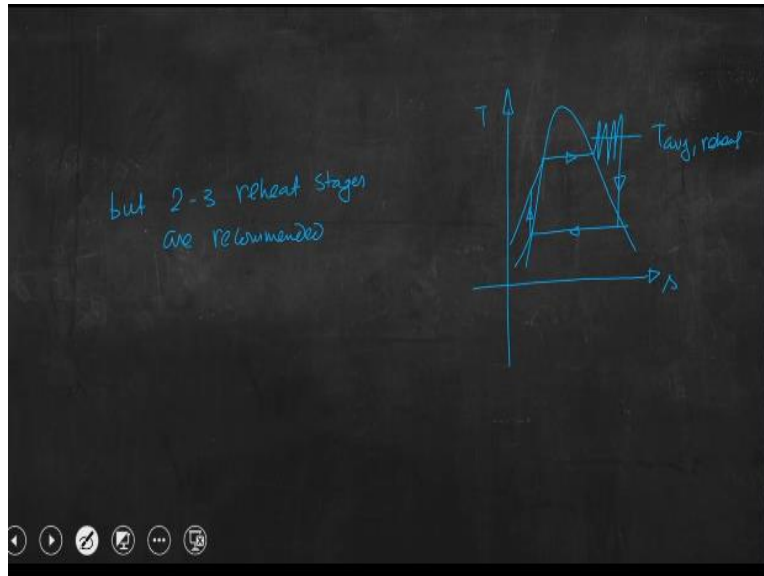 but 2-3 reheat stages
are recommended
T
Tavg, reheat
s